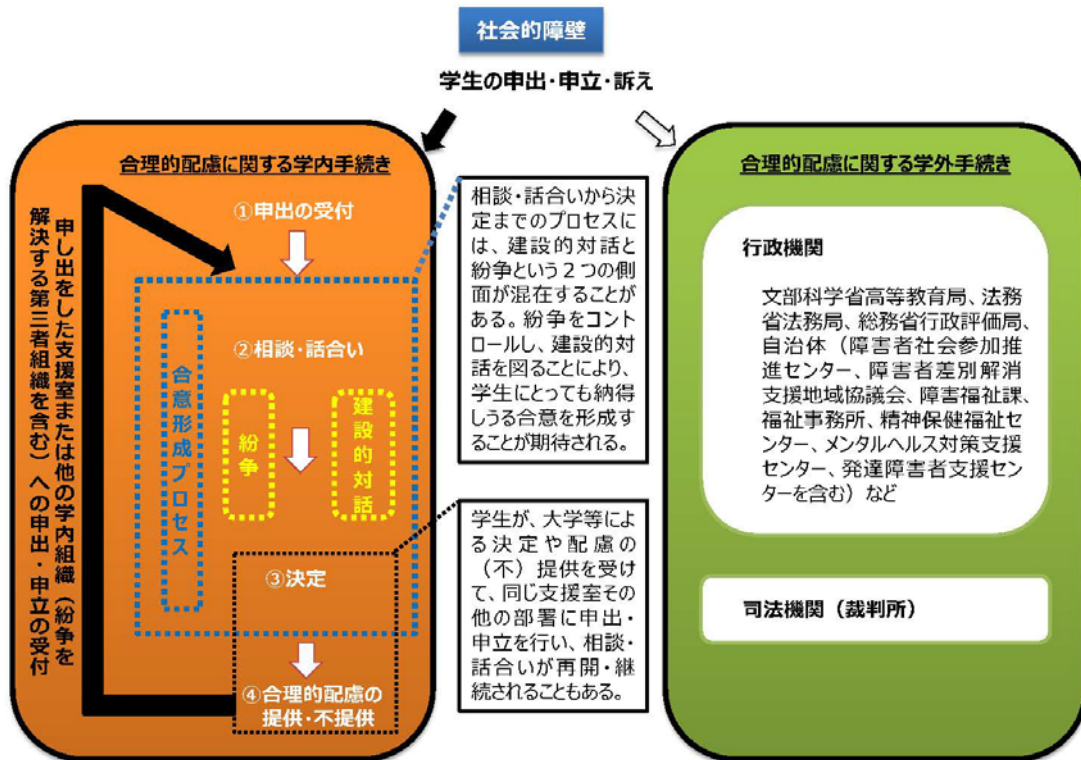 社会的障壁
学生の申出・申立・訴え
合理的配慮に関する学内手続き
申し出をした支援室または他の学内組織（紛争を
解決する第三者組織を含む）への申出・申立の受付
①申出の受付
合意形成プロセス
②相談・話合い
紛争
建設的対話
③決定
④合理的配慮の
提供・不提供
相談・話合いから決
定までのプロセスに
は、建設的対話と
紛争という２つの側
面が混在することが
ある。紛争をコント
ロールし、建設的対
話を図ることにより、
学生にとっても納得
しうる合意を形成す
ることが期待される。
学生が、大学等によ
る決定や配慮の
（不）提供を受け
て、同じ支援室その
他の部署に申出・
申立を行い、相談・
話合いが再開・継
続されることもある。
合理的配慮に関する学外手続き
行政機関
文部科学省高等教育局、法務
省法務局、総務省行政評価局、
自治体（障害者社会参加推
進センター、障害者差別解消
支援地域協議会、障害福祉課、
福祉事務所、精神保健福祉セ
ンター、メンタルヘルス対策支援
センター、発達障害者支援セン
ターを含む）など
司法機関（裁判所）